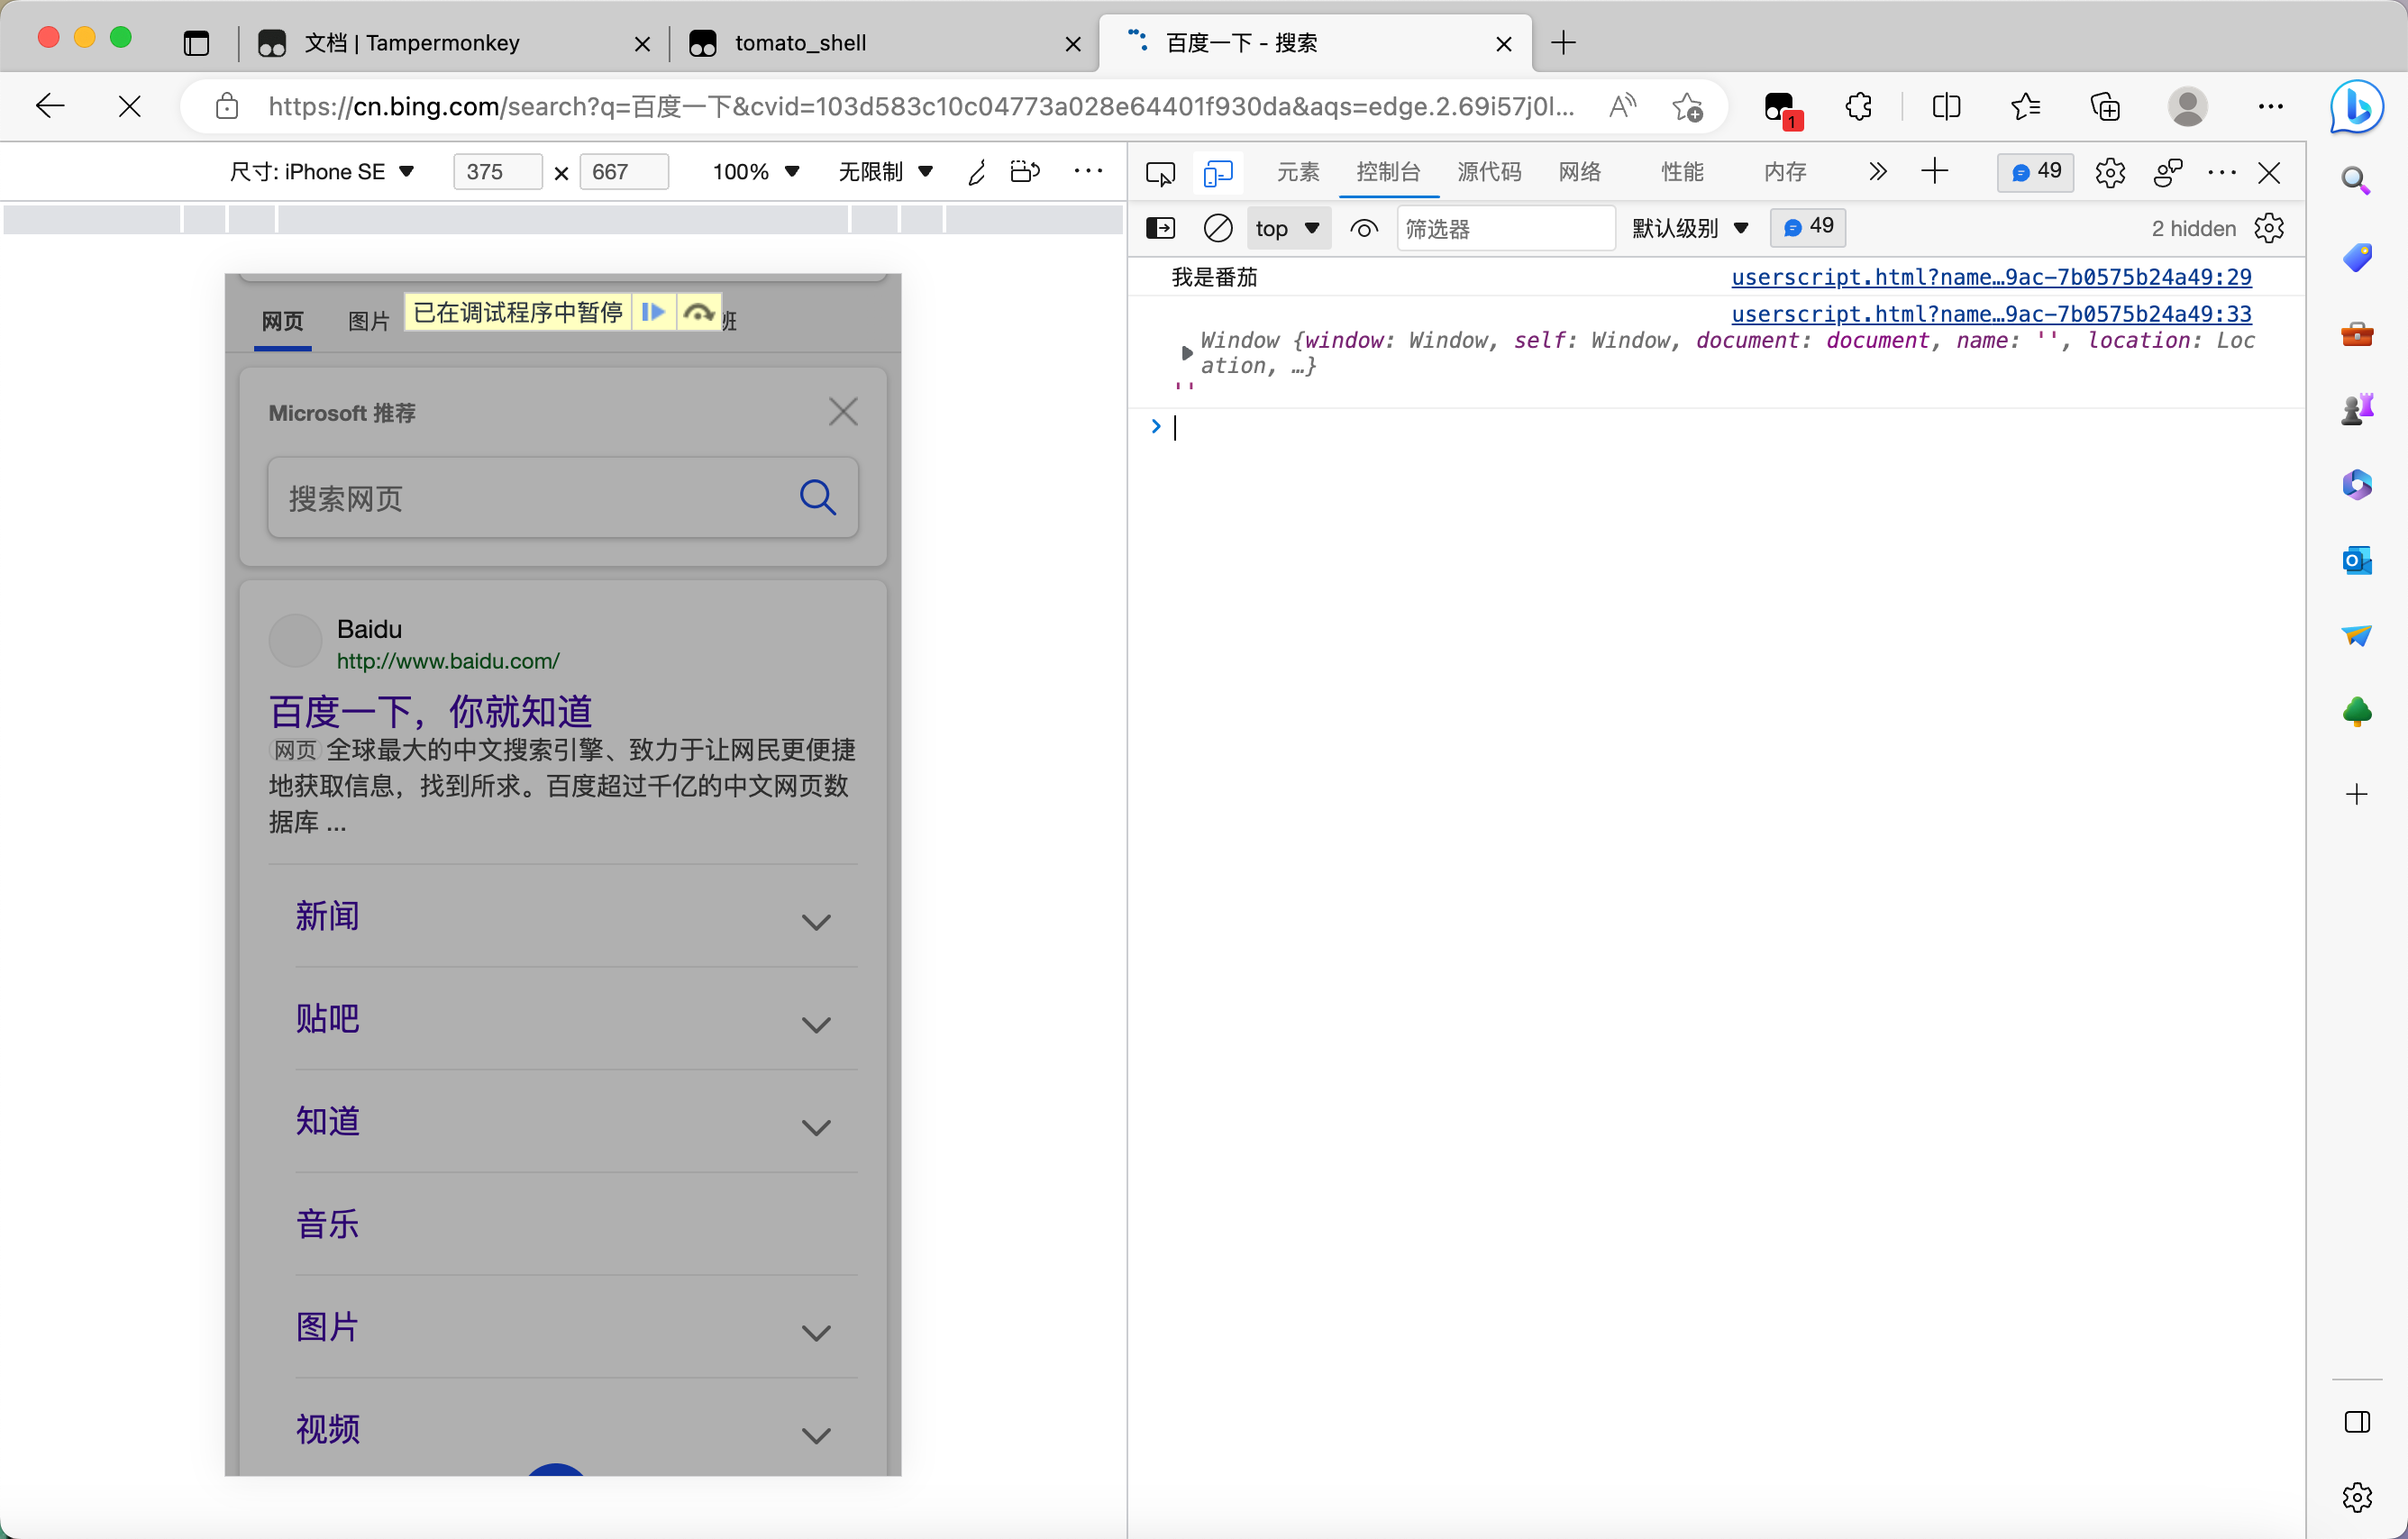 文档 | Tampermonkey
tomato_shell
百度一下 - 搜索
https://cn.bing.com/search?q=百度一下&cvid=103d583c10c04773a028e64401f930da&aqs=edge.2.69i57j0l...
1
尺寸: iPhone SE
375 × 667
100%
无限制
元素 控制台 源代码 网络 性能 内存
49
top
筛选器
默认级别
49
2 hidden
我是番茄
userscript.html?name…9ac-7b0575b24a49:29
userscript.html?name…9ac-7b0575b24a49:33
Window {window: Window, self: Window, document: document, name: '', location: Loc
ation, …}
''
网页 图片
已在调试程序中暂停
班
Microsoft 推荐
搜索网页
Baidu
http://www.baidu.com/
百度一下，你就知道
网页 全球最大的中文搜索引擎、致力于让网民更便捷
地获取信息，找到所求。百度超过千亿的中文网页数
据库 ...
新闻
贴吧
知道
音乐
图片
视频